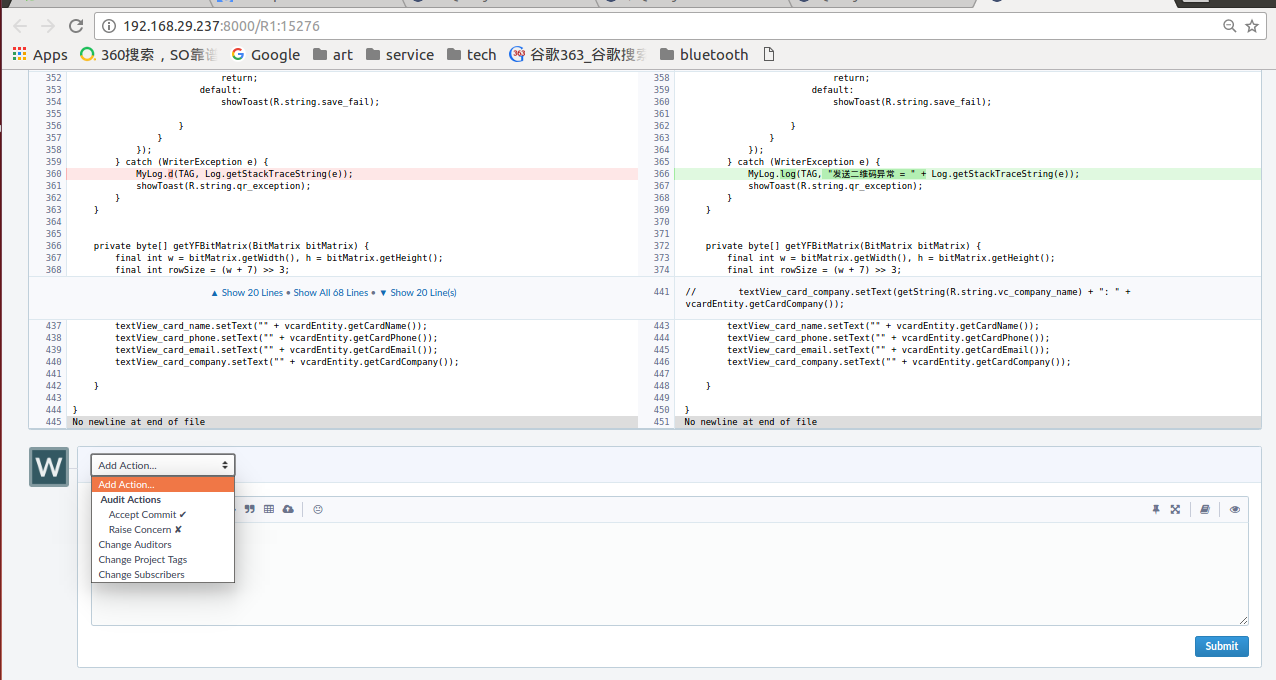 192.168.29.237:8000/R1:15276
Apps 360搜索，SO靠谱 Google art service tech 谷歌363_谷歌搜索 bluetooth
352 return; 358 return;
353 default: 359 default:
354 showToast(R.string.save_fail); 360 showToast(R.string.save_fail);
355 361
356 } 362 }
357 } 363 }
358 }); 364 });
359 } catch (WriterException e) { 365 } catch (WriterException e) {
360 MyLog.d(TAG, Log.getStackTraceString(e)); 366 MyLog.log(TAG, "发送二维码异常 = " + Log.getStackTraceString(e));
361 showToast(R.string.qr_exception); 367 showToast(R.string.qr_exception);
362 } 368 }
363 } 369 }
364 370
365 371
366 private byte[] getYFBitMatrix(BitMatrix bitMatrix) { 372 private byte[] getYFBitMatrix(BitMatrix bitMatrix) {
367 final int w = bitMatrix.getWidth(), h = bitMatrix.getHeight(); 373 final int w = bitMatrix.getWidth(), h = bitMatrix.getHeight();
368 final int rowSize = (w + 7) >> 3; 374 final int rowSize = (w + 7) >> 3;
▲ Show 20 Lines • Show All 68 Lines • ▼ Show 20 Line(s) 441 // textView_card_company.setText(getString(R.string.vc_company_name) + ": " +
vcardEntity.getCardCompany());
437 textView_card_name.setText("" + vcardEntity.getCardName()); 443 textView_card_name.setText("" + vcardEntity.getCardName());
438 textView_card_phone.setText("" + vcardEntity.getCardPhone()); 444 textView_card_phone.setText("" + vcardEntity.getCardPhone());
439 textView_card_email.setText("" + vcardEntity.getCardEmail()); 445 textView_card_email.setText("" + vcardEntity.getCardEmail());
440 textView_card_company.setText("" + vcardEntity.getCardCompany()); 446 textView_card_company.setText("" + vcardEntity.getCardCompany());
441 447
442 } 448 }
443 449
444 } 450 }
445 No newline at end of file 451 No newline at end of file
W
Add Action...
Add Action...
Audit Actions
Accept Commit ✔
Raise Concern ✘
Change Auditors
Change Project Tags
Change Subscribers
Submit